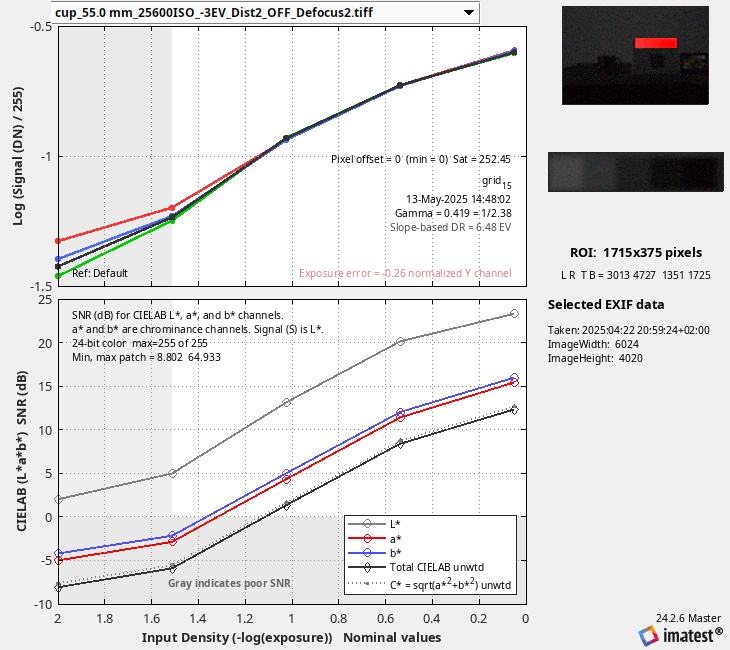 cup_55.0 mm_25600ISO_-3EV_Dist2_OFF_Defocus2.tiff
-0.5
-1
-1.5
Log (Signal (DN) / 255)
Pixel offset = 0 (min = 0) Sat = 252.45
grid15
13-May-2025 14:48:02
Gamma = 0.419 = 1/2.38
Slope-based DR = 6.48 EV
Ref: Default
Exposure error = -0.26 normalized Y channel
ROI: 1715x375 pixels
L R T B = 3013 4727 1351 1725
Selected EXIF data
Taken: 2025:04:22 20:59:24+02:00
ImageWidth: 6024
ImageHeight: 4020
25
20
15
10
5
0
-5
-10
CIELAB (L*a*b*) SNR (dB)
SNR (dB) for CIELAB L*, a*, and b* channels.
a* and b* are chrominance channels. Signal (S) is L*.
24-bit color max=255 of 255
Min, max patch = 8.802 64.933
Gray indicates poor SNR
L*
a*
b*
Total CIELAB unwtd
C* = sqrt(a*2+b*2) unwtd
2 1.8 1.6 1.4 1.2 1 0.8 0.6 0.4 0.2 0
Input Density (-log(exposure)) Nominal values
24.2.6 Master
imatest®